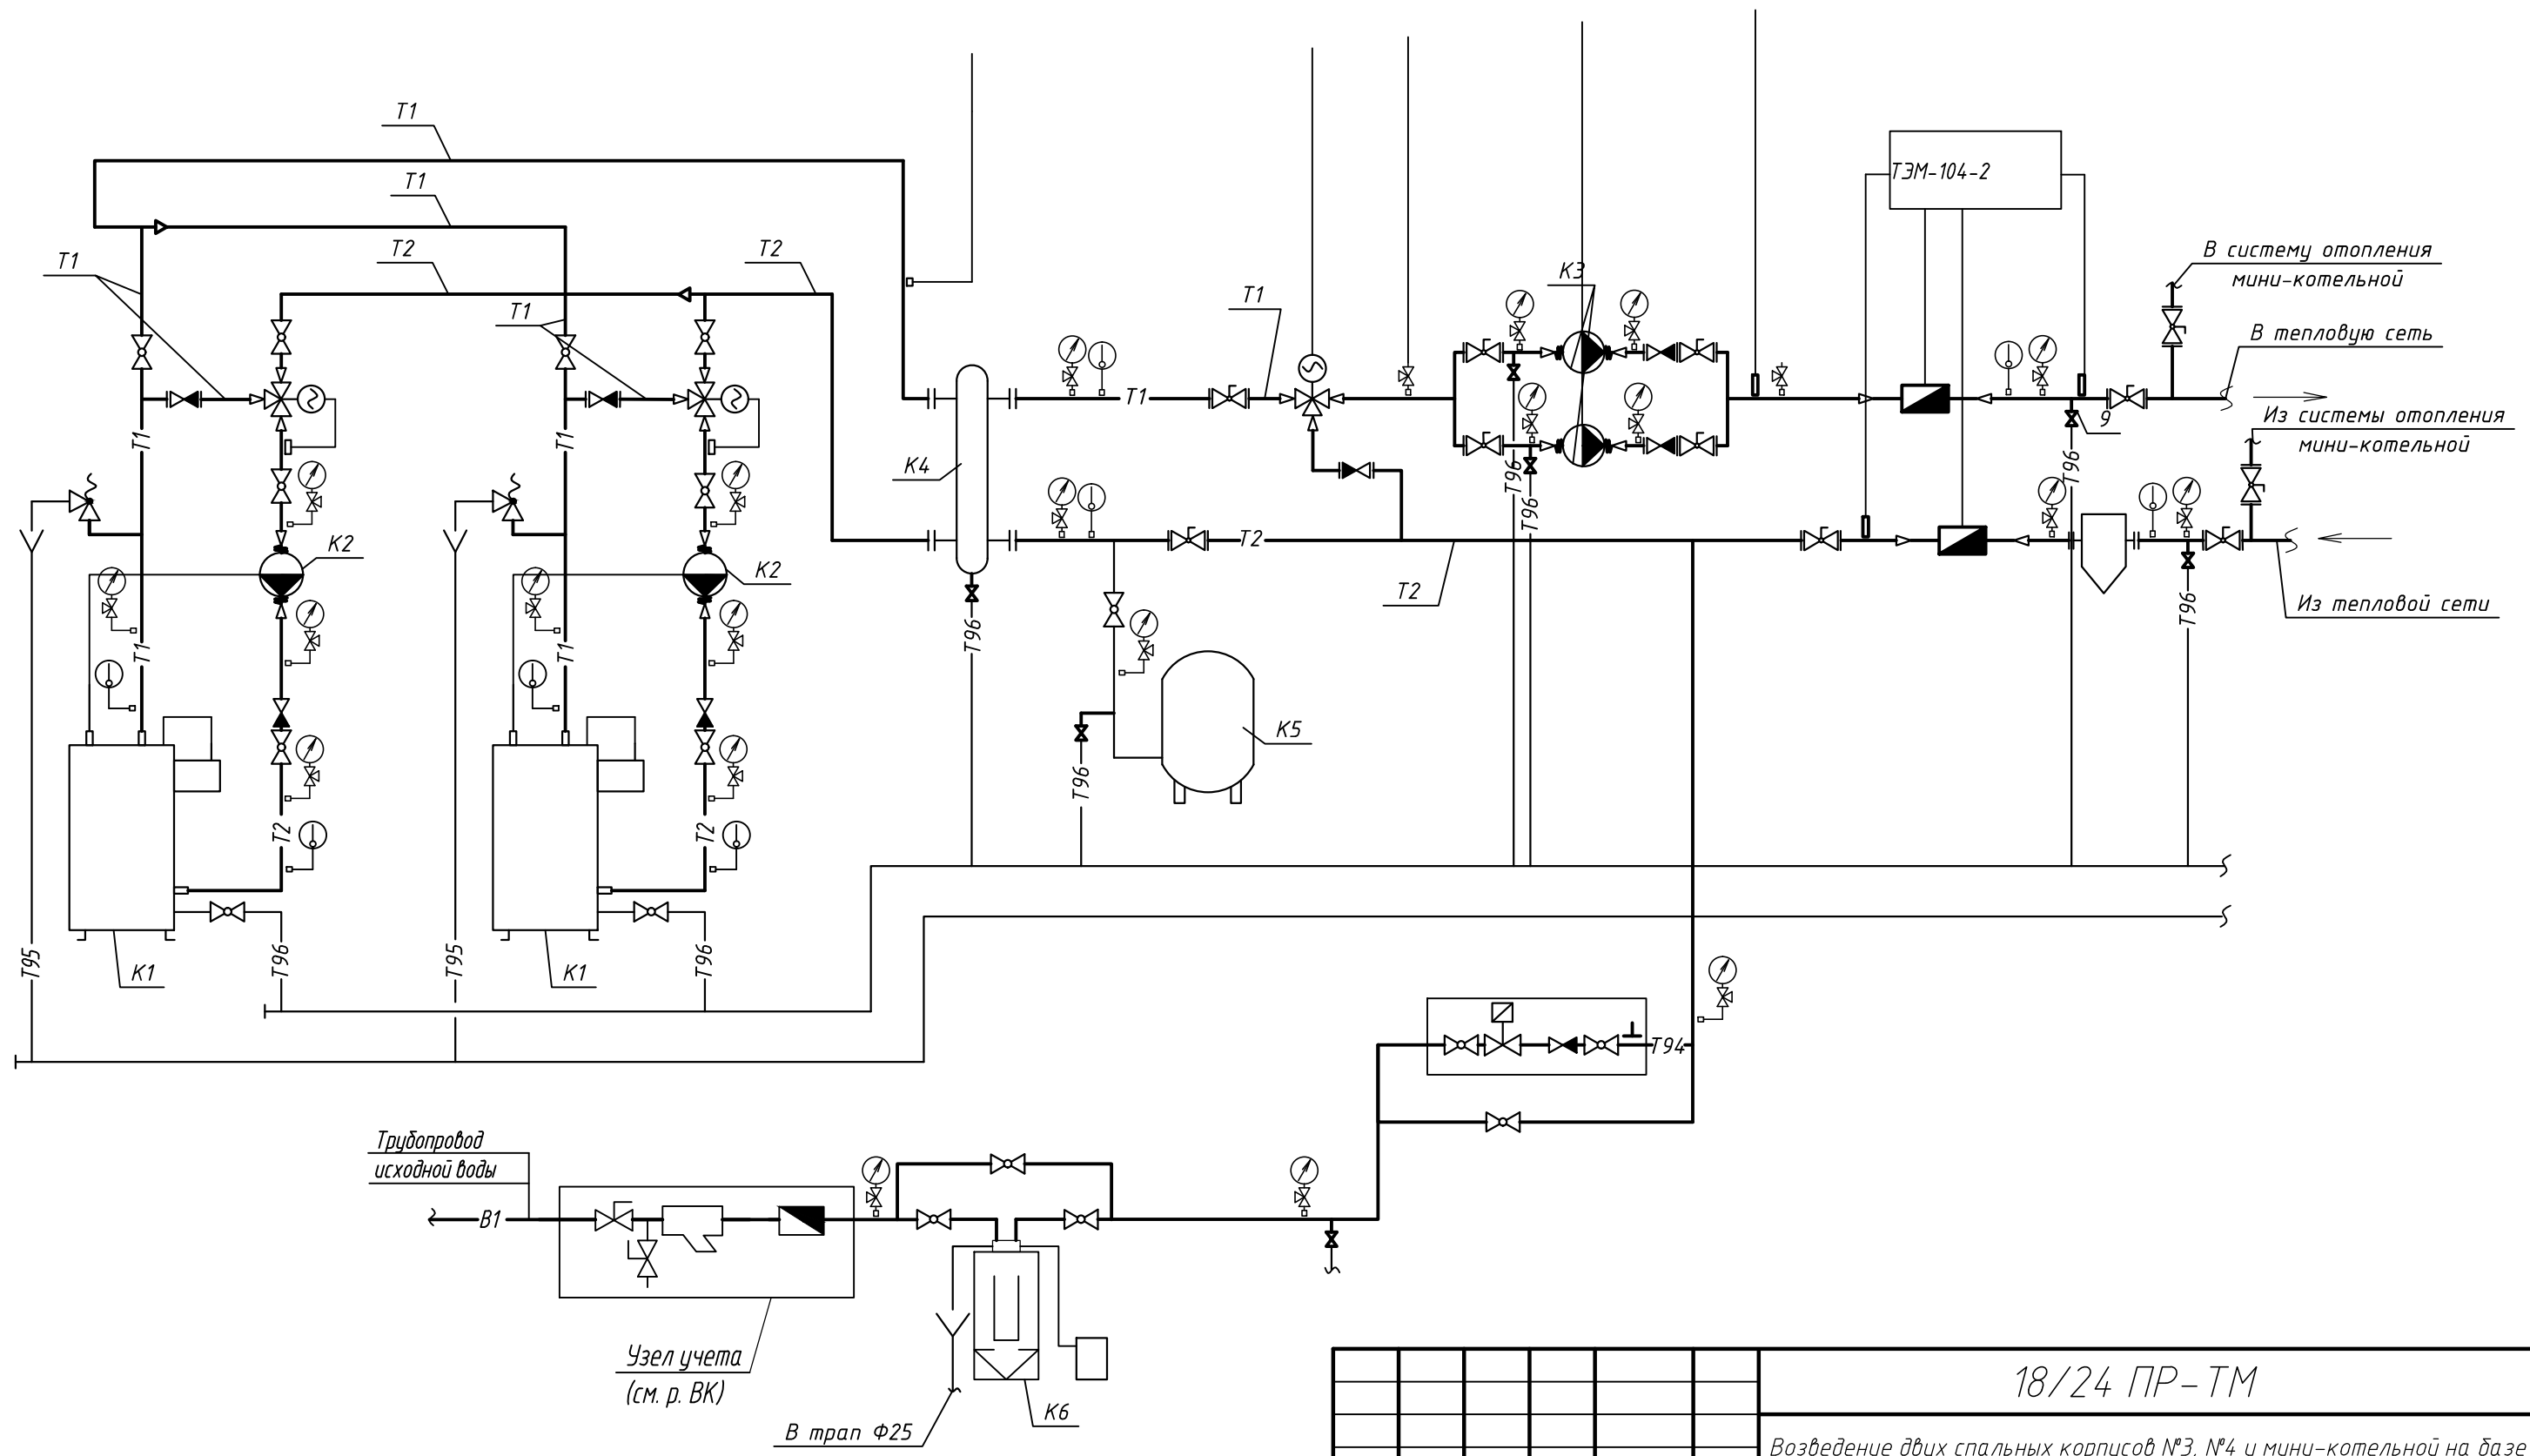 Т1
Т1
Т1
Т2
Т2
Т1
ТЭМ-104-2
В систему отопления
мини-котельной
К3
Т1
В тепловую сеть
Т1
9
Из системы отопления
мини-котельной
Т1
Т1
К4
Т96
Т96
Т96
К2
К2
Т2
Т2
Т96
Из тепловой сети
Т1
Т1
Т96
К5
Т96
Т2
Т2
Т95
К1
Т96
Т95
К1
Т96
Т94
Трубопровод
исходной воды
В1
Узел учета
(см. р. ВК)
В трап Ф25
К6
18/24 ПР-ТМ
Возведение двух спальных корпусов №3, №4 и мини-котельной на базе